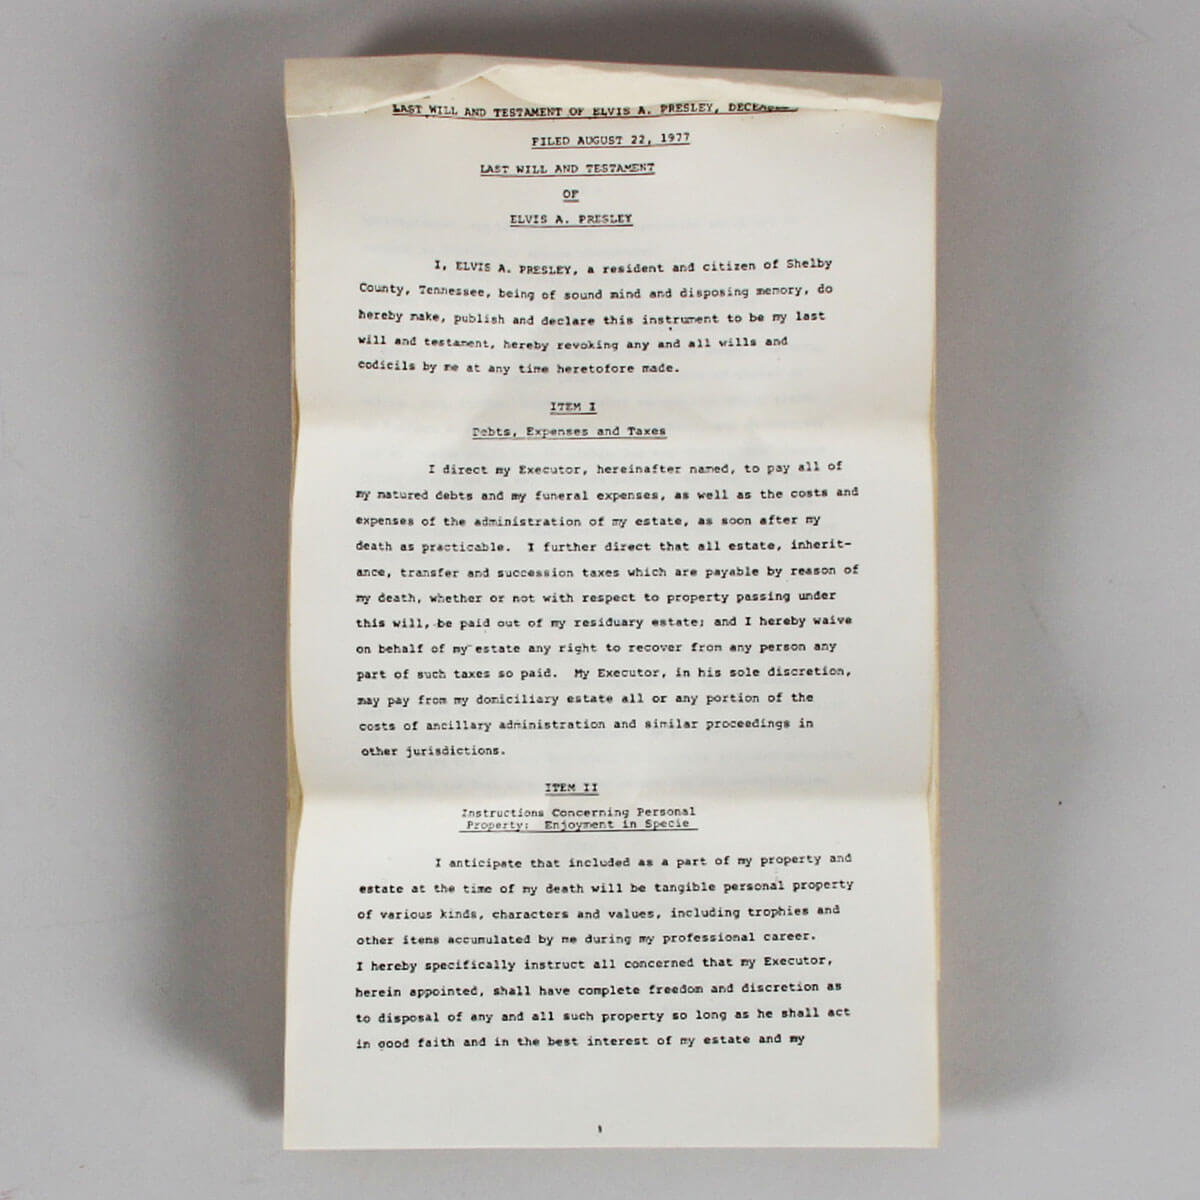 LAST WILL AND TESTAMENT OF ELVIS A. PRESLEY, DECEASED
FILED AUGUST 22, 1977
LAST WILL AND TESTAMENT
OF
ELVIS A. PRESLEY
I, ELVIS A. PRESLEY, a resident and citizen of Shelby
County, Tennessee, being of sound mind and disposing memory, do
hereby make, publish and declare this instrument to be my last
will and testament, hereby revoking any and all wills and
codicils by me at any time heretofore made.
ITEM I
Debts, Expenses and Taxes
I direct my Executor, hereinafter named, to pay all of
my matured debts and my funeral expenses, as well as the costs and
expenses of the administration of my estate, as soon after my
death as practicable. I further direct that all estate, inherit-
ance, transfer and succession taxes which are payable by reason of
my death, whether or not with respect to property passing under
this will, be paid out of my residuary estate; and I hereby waive
on behalf of my estate any right to recover from any person any
part of such taxes so paid. My Executor, in his sole discretion,
may pay from my domiciliary estate all or any portion of the
costs of ancillary administration and similar proceedings in
other jurisdictions.
ITEM II
Instructions Concerning Personal
Property: Enjoyment in Specie
I anticipate that included as a part of my property and
estate at the time of my death will be tangible personal property
of various kinds, characters and values, including trophies and
other items accumulated by me during my professional career.
I hereby specifically instruct all concerned that my Executor,
herein appointed, shall have complete freedom and discretion as
to disposal of any and all such property so long as he shall act
in good faith and in the best interest of my estate and my
1